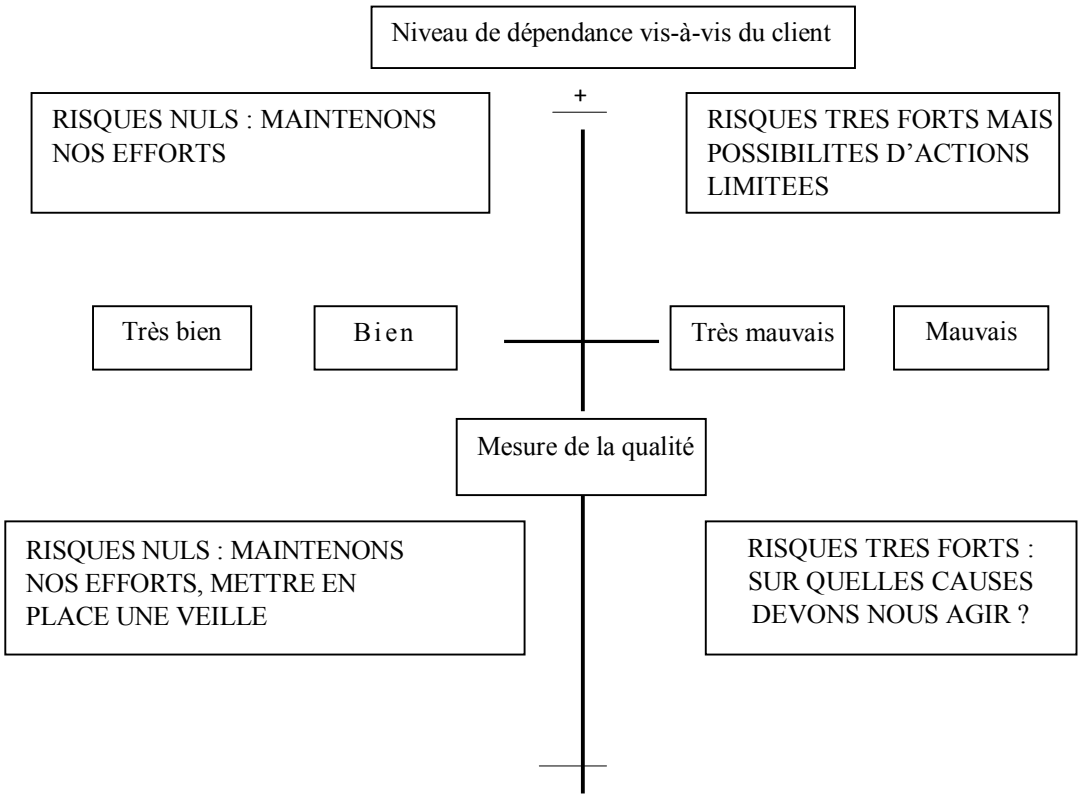 Niveau de dépendance vis-à-vis du client
+
RISQUES NULS : MAINTENONS
NOS EFFORTS
RISQUES TRES FORTS MAIS
POSSIBILITES D’ACTIONS
LIMITEES
Très bien
Bien
Très mauvais
Mauvais
Mesure de la qualité
RISQUES NULS : MAINTENONS
NOS EFFORTS, METTRE EN
PLACE UNE VEILLE
RISQUES TRES FORTS :
SUR QUELLES CAUSES
DEVONS NOUS AGIR ?